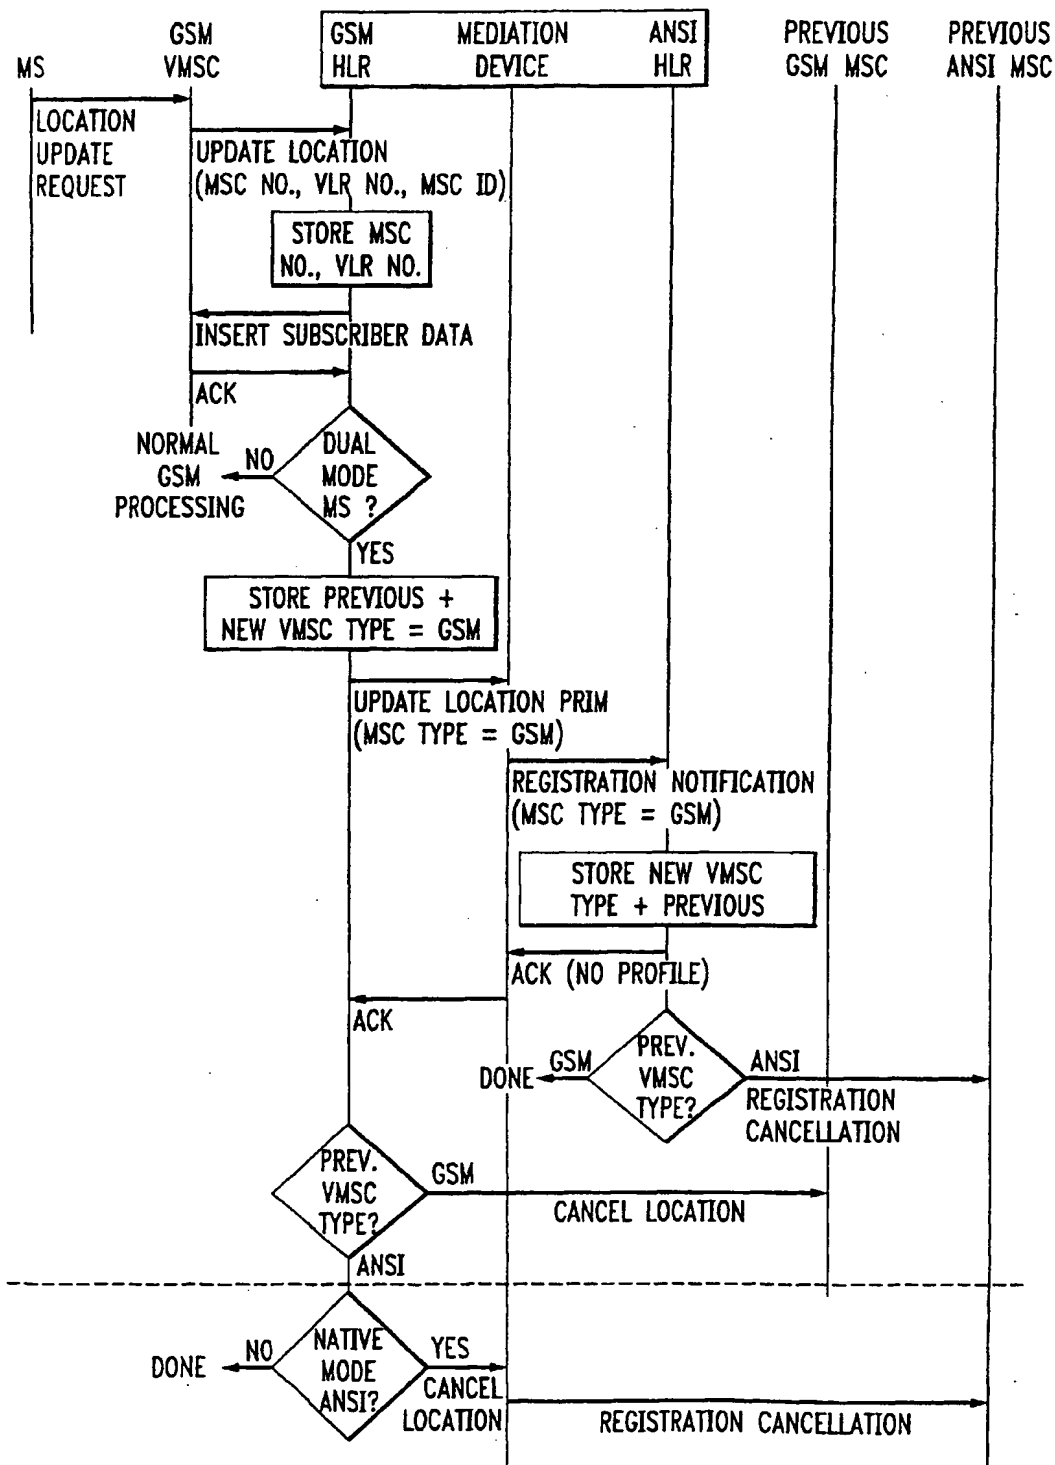 MS
GSM
VMSC
GSM
HLR
MEDIATION
DEVICE
ANSI
HLR
PREVIOUS
GSM MSC
PREVIOUS
ANSI MSC
LOCATION
UPDATE
REQUEST
UPDATE LOCATION
(MSC NO., VLR NO., MSC ID)
STORE MSC
NO., VLR NO.
INSERT SUBSCRIBER DATA
ACK
DUAL
MODE
MS ?
NO
NORMAL
GSM
PROCESSING
YES
STORE PREVIOUS +
NEW VMSC TYPE = GSM
UPDATE LOCATION PRIM
(MSC TYPE = GSM)
REGISTRATION NOTIFICATION
(MSC TYPE = GSM)
STORE NEW VMSC
TYPE + PREVIOUS
ACK (NO PROFILE)
ACK
PREV.
VMSC
TYPE?
GSM
DONE
ANSI
REGISTRATION
CANCELLATION
PREV.
VMSC
TYPE?
GSM
CANCEL LOCATION
ANSI
NATIVE
MODE
ANSI?
NO
DONE
YES
CANCEL
LOCATION
REGISTRATION CANCELLATION